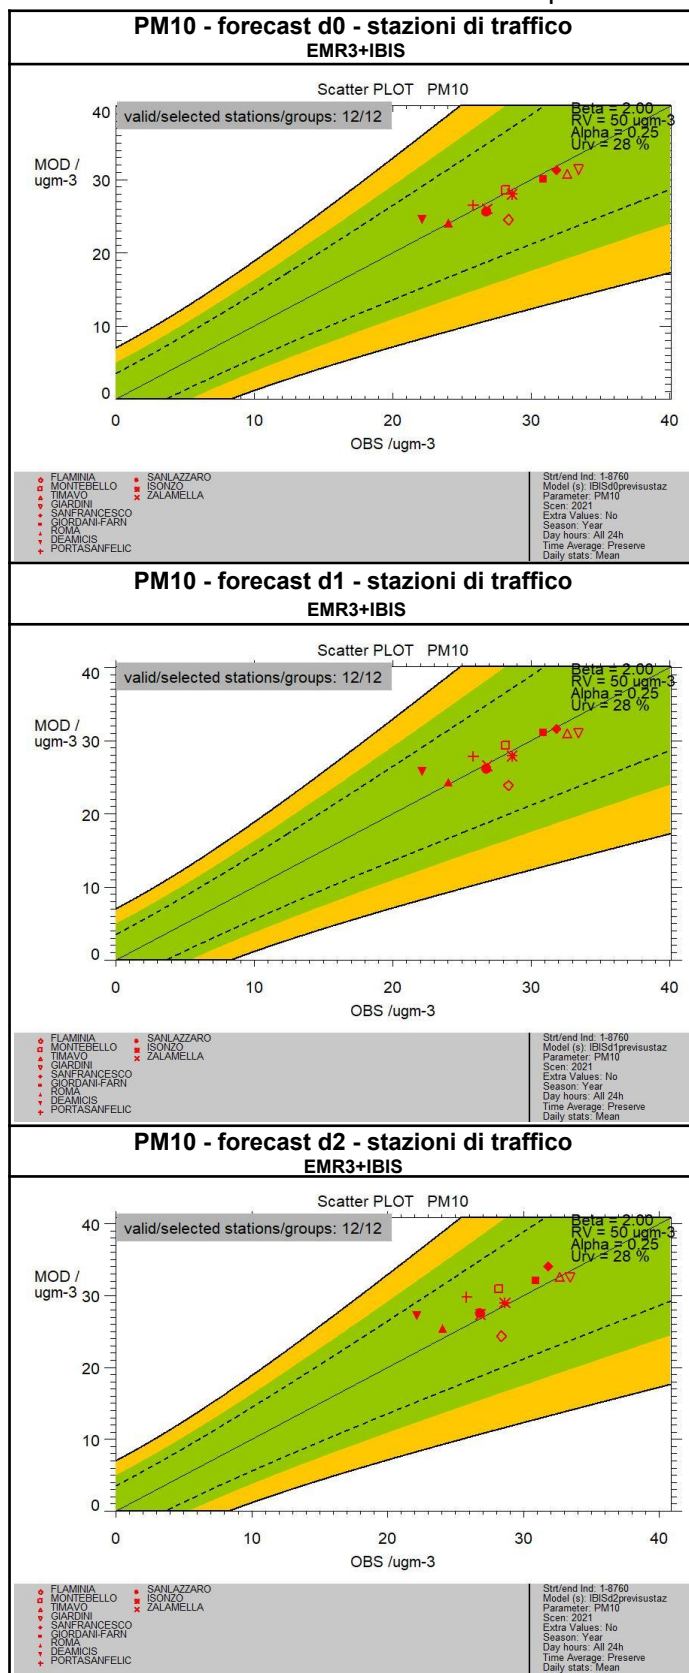 PM10 - forecast d0 - stazioni di traffico
EMR3+IBIS
Scatter PLOT PM10
valid/selected stations/groups: 12/12
Beta = 2.00
RV = 50 ugm-3
Alpha = 0.25
Urv = 28 %
MOD /
ugm-3
40
30
20
10
0
0 10 20 30 40
OBS /ugm-3
FLAMINIA
MONTEBELLO
TIMAVO
GIARDINI
SANFRANCESCO
GIORDANI-FARN
ROMA
DEAMICIS
PORTASANFELIC
SANLAZZARO
ISONZO
ZALAMELLA
Strt/end Ind: 1-8760
Model (s): IBISd0previsustaz
Parameter: PM10
Scen: 2021
Extra Values: No
Season: Year
Day hours: All 24h
Time Average: Preserve
Daily stats: Mean
PM10 - forecast d1 - stazioni di traffico
EMR3+IBIS
Scatter PLOT PM10
valid/selected stations/groups: 12/12
Beta = 2.00
RV = 50 ugm-3
Alpha = 0.25
Urv = 28 %
MOD /
ugm-3
40
30
20
10
0
0 10 20 30 40
OBS /ugm-3
FLAMINIA
MONTEBELLO
TIMAVO
GIARDINI
SANFRANCESCO
GIORDANI-FARN
ROMA
DEAMICIS
PORTASANFELIC
SANLAZZARO
ISONZO
ZALAMELLA
Strt/end Ind: 1-8760
Model (s): IBISd1previsustaz
Parameter: PM10
Scen: 2021
Extra Values: No
Season: Year
Day hours: All 24h
Time Average: Preserve
Daily stats: Mean
PM10 - forecast d2 - stazioni di traffico
EMR3+IBIS
Scatter PLOT PM10
valid/selected stations/groups: 12/12
Beta = 2.00
RV = 50 ugm-3
Alpha = 0.25
Urv = 28 %
MOD /
ugm-3
40
30
20
10
0
0 10 20 30 40
OBS /ugm-3
FLAMINIA
MONTEBELLO
TIMAVO
GIARDINI
SANFRANCESCO
GIORDANI-FARN
ROMA
DEAMICIS
PORTASANFELIC
SANLAZZARO
ISONZO
ZALAMELLA
Strt/end Ind: 1-8760
Model (s): IBISd2previsustaz
Parameter: PM10
Scen: 2021
Extra Values: No
Season: Year
Day hours: All 24h
Time Average: Preserve
Daily stats: Mean